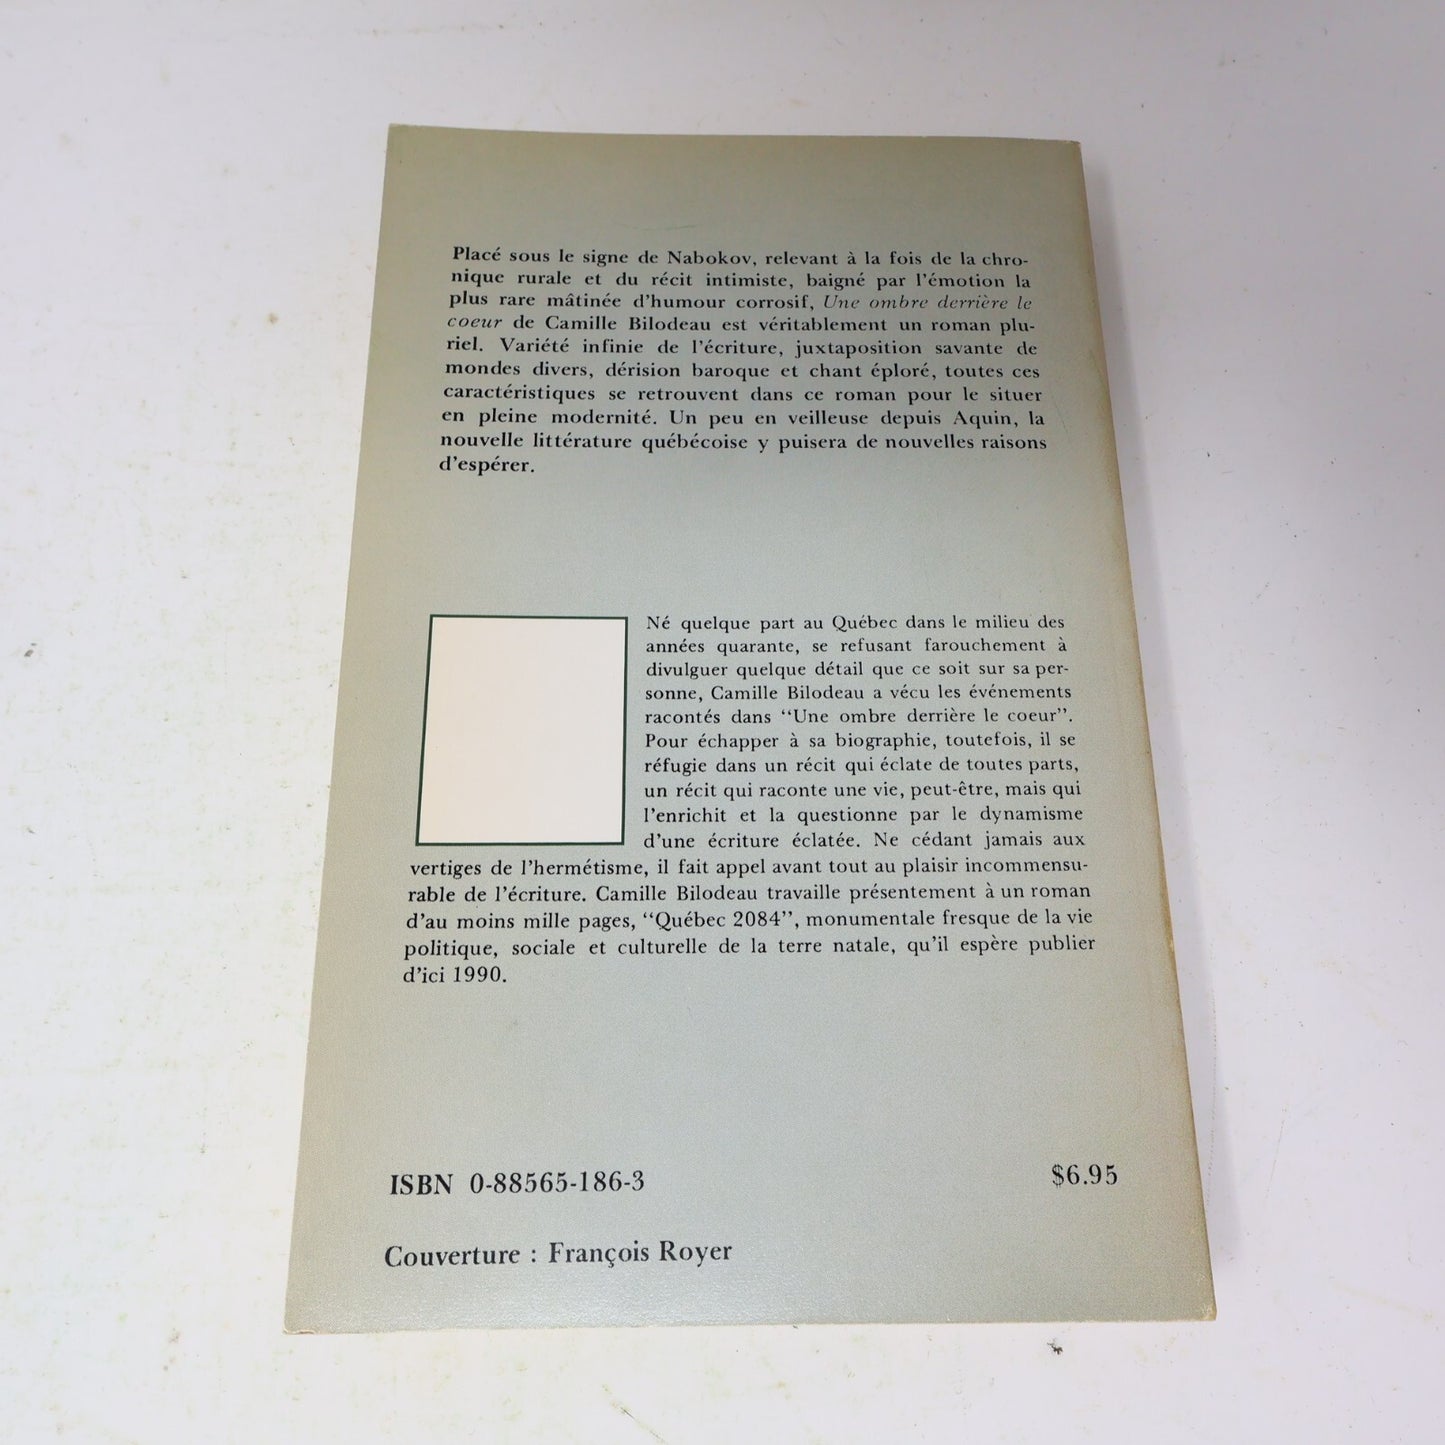 Placé sous le signe de Nabokov, relevant à la fois de la chro-
nique rurale et du récit intimiste, baigné par l'émotion la
plus rare mâtinée d'humour corrosif, Une ombre derrière le
coeur de Camille Bilodeau est véritablement un roman plu-
riel. Variété infinie de l'écriture, juxtaposition savante de
mondes divers, dérision baroque et chant éploré, toutes ces
caractéristiques se retrouvent dans ce roman pour le situer
en pleine modernité. Un peu en veilleuse depuis Aquin, la
nouvelle littérature québécoise y puisera de nouvelles raisons
d'espérer.
Né quelque part au Québec dans le milieu des
années quarante, se refusant farouchement à
divulguer quelque détail que ce soit sur sa per-
sonne, Camille Bilodeau a vécu les événements
racontés dans "Une ombre derrière le coeur".
Pour échapper à sa biographie, toutefois, il se
réfugie dans un récit qui éclate de toutes parts,
un récit qui raconte une vie, peut-être, mais qui
l'enrichit et la questionne par le dynamisme
d'une écriture éclatée. Ne cédant jamais aux
vertiges de l'hermétisme, il fait appel avant tout au plaisir incommensu-
rable de l'écriture. Camille Bilodeau travaille présentement à un roman
d'au moins mille pages, "Québec 2084", monumentale fresque de la vie
politique, sociale et culturelle de la terre natale, qu'il espère publier
d'ici 1990.
ISBN 0-88565-186-3
$6.95
Couverture : François Royer